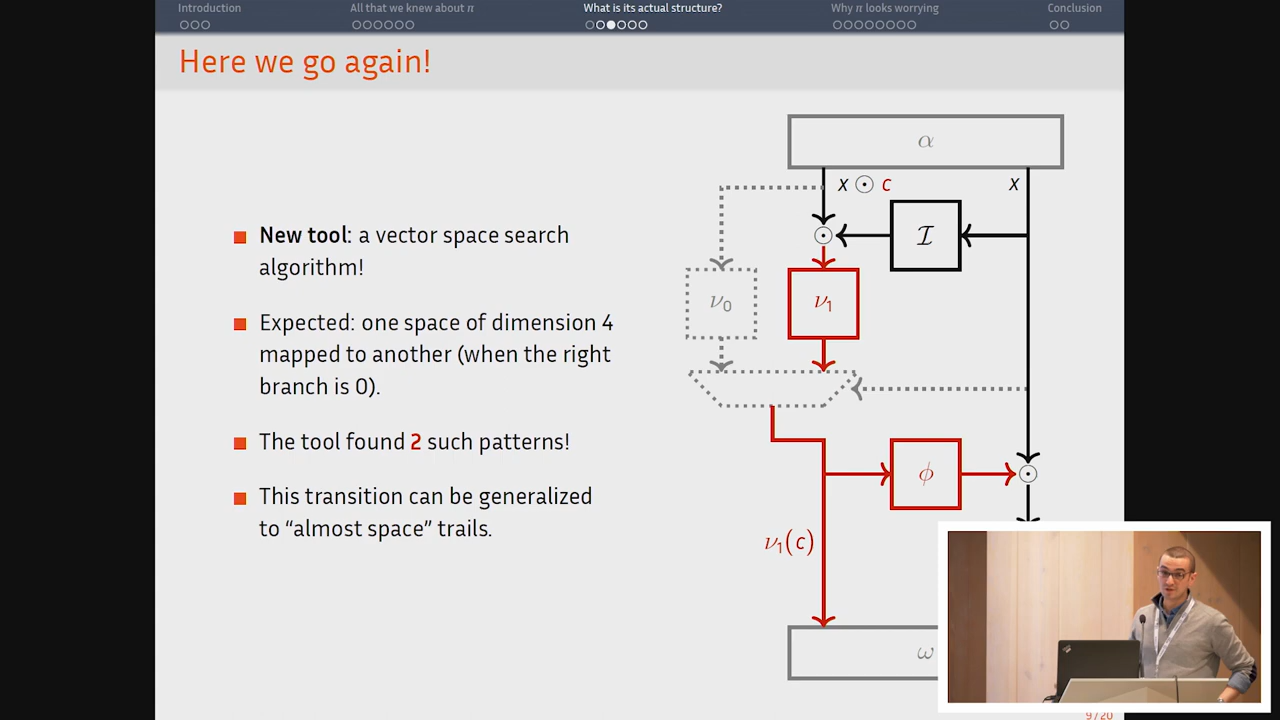 Introduction
All that we knew about π
What is its actual structure?
Why π looks worrying
Conclusion
Here we go again!
New tool: a vector space search
algorithm!
Expected: one space of dimension 4
mapped to another (when the right
branch is 0).
The tool found 2 such patterns!
This transition can be generalized
to “almost space” trails.
α
x ⊙ c
x
⊙
I
ν₀
ν₁
ϕ
⊙
ν₁(c)
ω
9/20